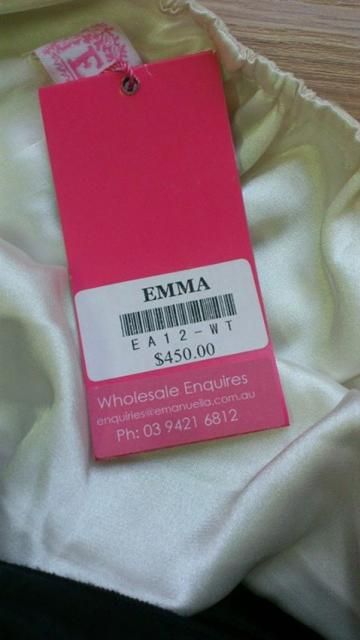 E
EMMA
EA12-WT
$450.00
Wholesale Enquires
enquiries@emanuella.com.au
Ph: 03 9421 6812